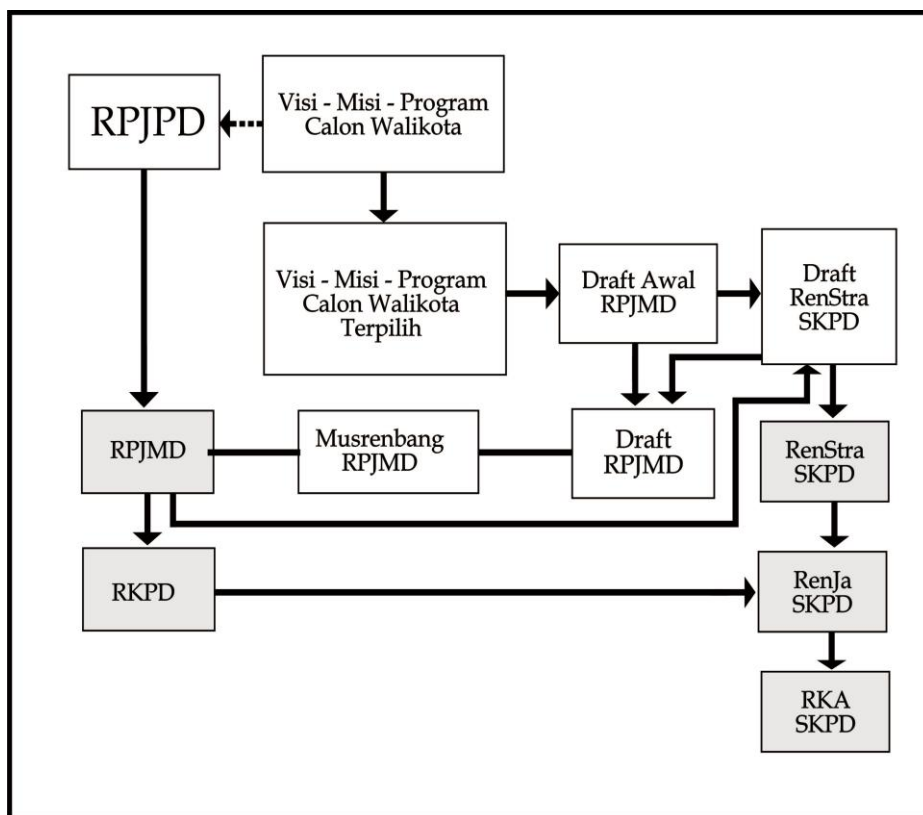 RPJPD
Visi - Misi - Program
Calon Walikota
Visi - Misi - Program
Calon Walikota
Terpilih
Draft Awal
RPJMD
Draft
RenStra
SKPD
RPJMD
Musrenbang
RPJMD
Draft
RPJMD
RenStra
SKPD
RKPD
RenJa
SKPD
RKA
SKPD